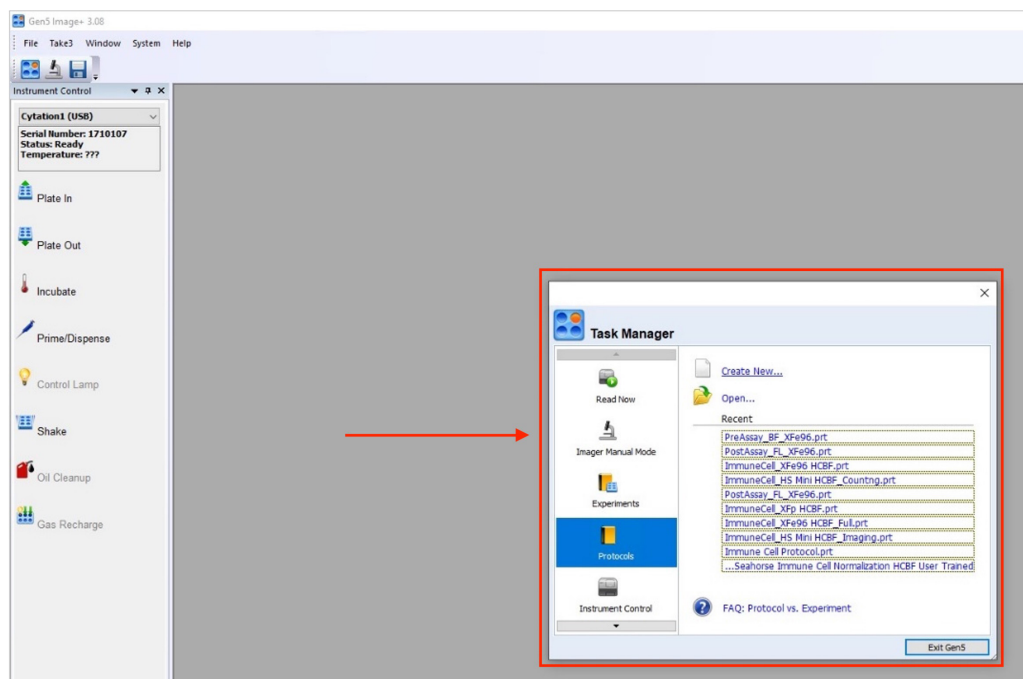 Gen5 Image+ 3.08
File Take3 Window System Help
Instrument Control
Cytation1 (USB)
Serial Number: 1710107
Status: Ready
Temperature: ???
Plate In
Plate Out
Incubate
Prime/Dispense
Control Lamp
Shake
Oil Cleanup
Gas Recharge
Task Manager
Read Now
Imager Manual Mode
Experiments
Protocols
Instrument Control
Create New...
Open...
Recent
PreAssay_BF_XFe96.prt
PostAssay_FL_XFe96.prt
ImmuneCell_XFe96 HCBF.prt
ImmuneCell_HS Mini HCBF_Countng.prt
PostAssay_FL_XFe96.prt
ImmuneCell_XFp HCBF.prt
ImmuneCell_XFe96 HCBF_Full.prt
ImmuneCell_HS Mini HCBF_Imaging.prt
Immune Cell Protocol.prt
...Seahorse Immune Cell Normalization HCBF User Trained
FAQ: Protocol vs. Experiment
Exit Gen5